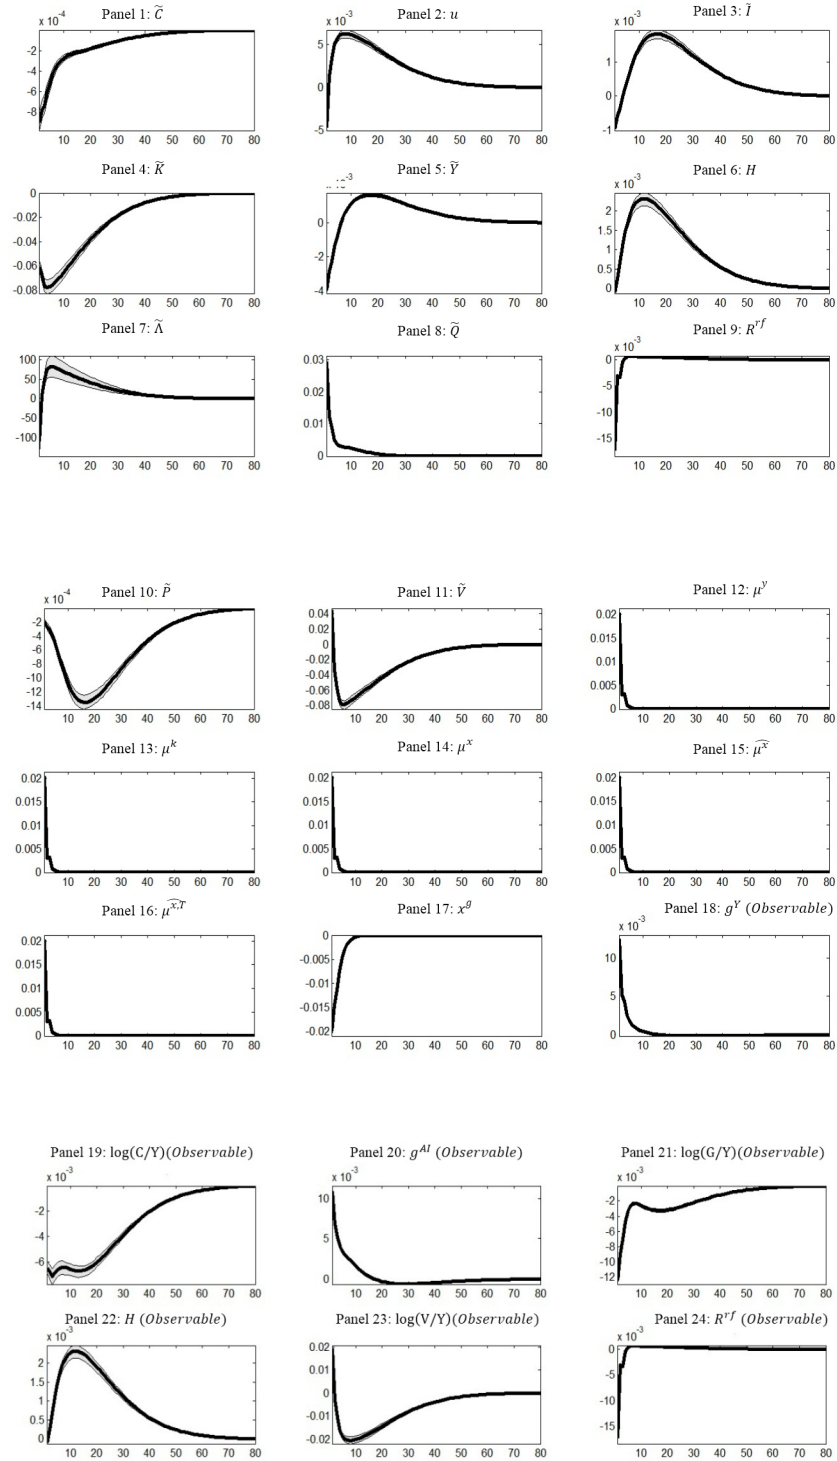 Panel 1: C̃ Panel 2: u Panel 3: Ĩ
x 10⁻⁴ x 10⁻³ x 10⁻³
-2 -4 -6 -8
5 0 -5
1 0 -1
10 20 30 40 50 60 70 80 10 20 30 40 50 60 70 80 10 20 30 40 50 60 70 80
Panel 4: K̃ Panel 5: Ỹ Panel 6: H
x 10⁻³
0 -0.02 -0.04 -0.06 -0.08
0 -2 -4
2 1.5 1 0.5 0
10 20 30 40 50 60 70 80 10 20 30 40 50 60 70 80 10 20 30 40 50 60 70 80
Panel 7: Λ̃ Panel 8: Q̃ Panel 9: Rʳᶠ
x 10⁻³
100 50 0 -50 -100
0.03 0.02 0.01 0
0 -5 -10 -15
10 20 30 40 50 60 70 80 10 20 30 40 50 60 70 80 10 20 30 40 50 60 70 80
Panel 10: P̃ Panel 11: Ṽ Panel 12: μʸ
x 10⁻⁴
-2 -4 -6 -8 -10 -12 -14
0.04 0.02 0 -0.02 -0.04 -0.06 -0.08
0.02 0.015 0.01 0.005 0
10 20 30 40 50 60 70 80 10 20 30 40 50 60 70 80 10 20 30 40 50 60 70 80
Panel 13: μᵏ Panel 14: μˣ Panel 15: μ̂ˣ
0.02 0.015 0.01 0.005 0
0.02 0.015 0.01 0.005 0
0.02 0.015 0.01 0.005 0
10 20 30 40 50 60 70 80 10 20 30 40 50 60 70 80 10 20 30 40 50 60 70 80
Panel 16: μ̂ˣ,ᵀ Panel 17: xᵍ Panel 18: gʸ (Observable)
x 10⁻³
0.02 0.015 0.01 0.005 0
0 -0.005 -0.01 -0.015 -0.02
10 5 0
10 20 30 40 50 60 70 80 10 20 30 40 50 60 70 80 10 20 30 40 50 60 70 80
Panel 19: log(C/Y)(Observable) Panel 20: gᴬᴵ (Observable) Panel 21: log(G/Y)(Observable)
x 10⁻³ x 10⁻³ x 10⁻³
-2 -4 -6
10 5 0
-2 -4 -6 -8 -10 -12
10 20 30 40 50 60 70 80 10 20 30 40 50 60 70 80 10 20 30 40 50 60 70 80
Panel 22: H (Observable) Panel 23: log(V/Y)(Observable) Panel 24: Rʳᶠ (Observable)
x 10⁻³ x 10⁻³
2 1.5 1 0.5 0
0.02 0.01 0 -0.01 -0.02
0 -5 -10 -15
10 20 30 40 50 60 70 80 10 20 30 40 50 60 70 80 10 20 30 40 50 60 70 80